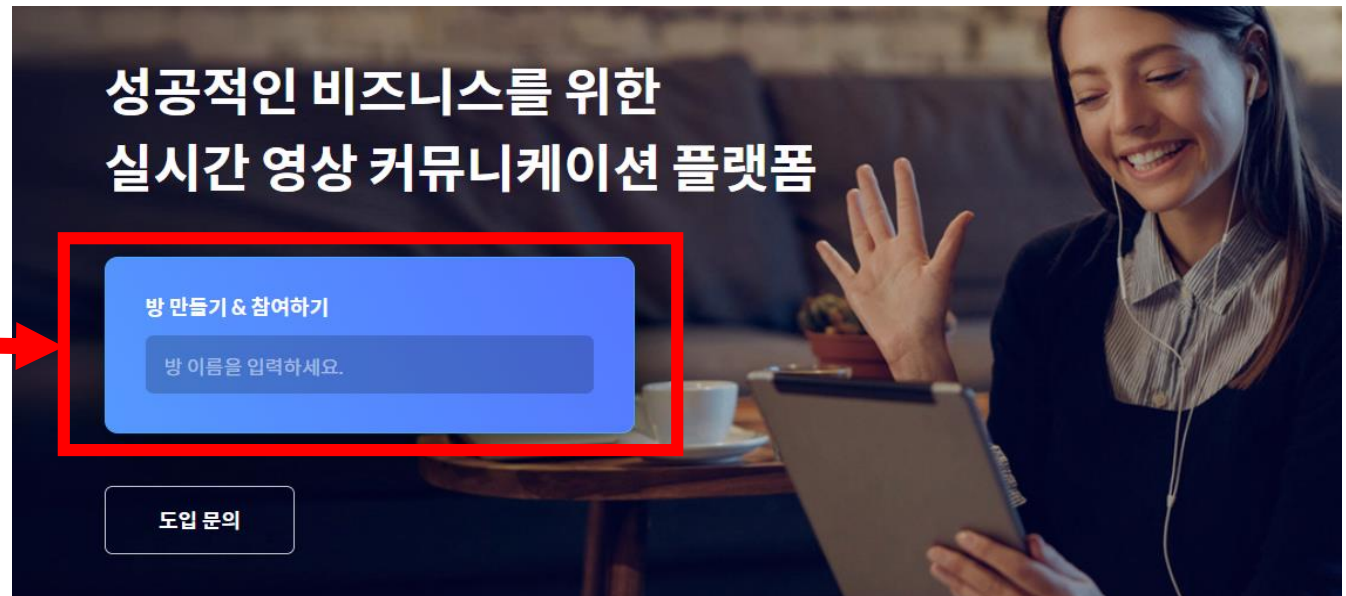 성공적인 비즈니스를 위한
실시간 영상 커뮤니케이션 플랫폼
방 만들기 & 참여하기
방 이름을 입력하세요.
도입 문의